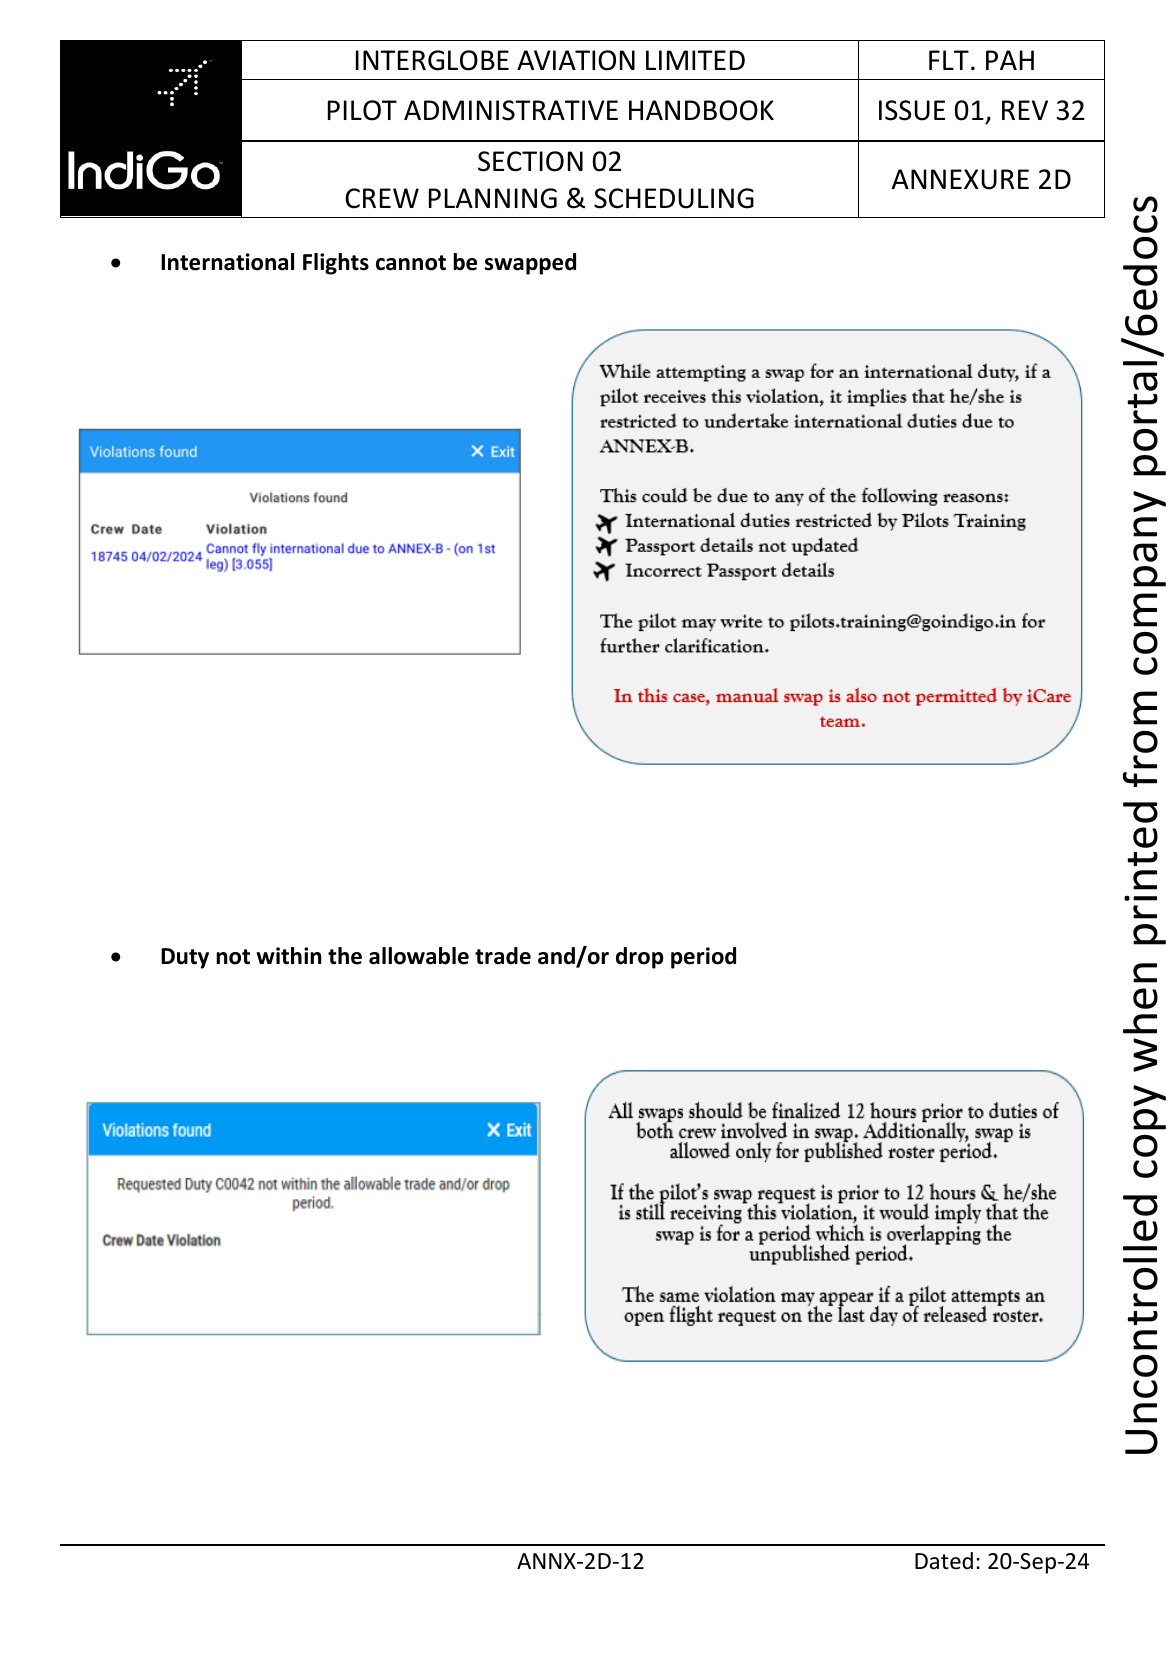 INTERGLOBE AVIATION LIMITED
FLT. PAH
PILOT ADMINISTRATIVE HANDBOOK
ISSUE 01, REV 32
IndiGo
SECTION 02
CREW PLANNING & SCHEDULING
ANNEXURE 2D
• International Flights cannot be swapped
Violations found
X Exit
Violations found
Crew Date Violation
18745 04/02/2024 Cannot fly international due to ANNEX-B - (on 1st
leg) [3.055]
While attempting a swap for an international duty, if a
pilot receives this violation, it implies that he/she is
restricted to undertake international duties due to
ANNEX-B.
This could be due to any of the following reasons:
International duties restricted by Pilots Training
Passport details not updated
Incorrect Passport details
The pilot may write to pilots.training@goindigo.in for
further clarification.
In this case, manual swap is also not permitted by iCare
team.
• Duty not within the allowable trade and/or drop period
Violations found
X Exit
Requested Duty C0042 not within the allowable trade and/or drop
period.
Crew Date Violation
All swaps should be finalized 12 hours prior to duties of
both crew involved in swap. Additionally, swap is
allowed only for published roster period.
If the pilot's swap request is prior to 12 hours & he/she
is still receiving this violation, it would imply that the
swap is for a period which is overlapping the
unpublished period.
The same violation may appear if a pilot attempts an
open flight request on the last day of released roster.
Uncontrolled copy when printed from company portal/6edocs
ANNX-2D-12
Dated: 20-Sep-24